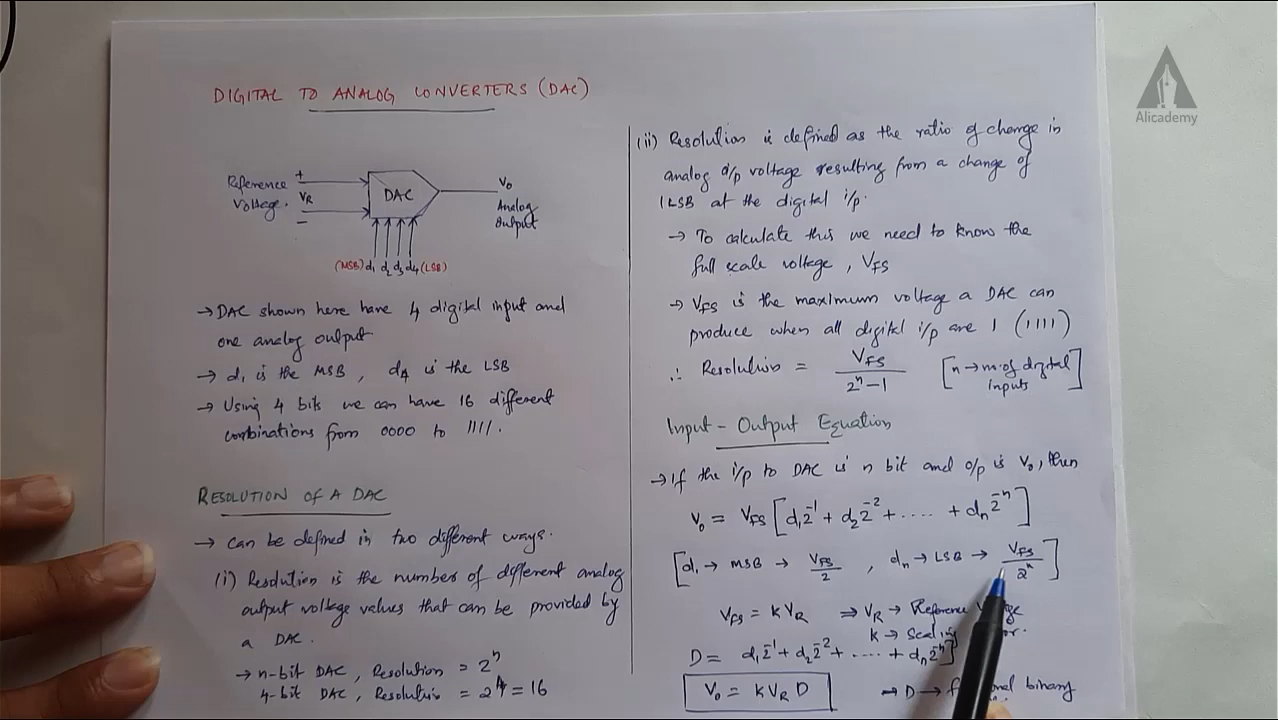 Alicademy
DIGITAL TO ANALOG CONVERTERS (DAC)
Reference
Voltage.
+
VR
−
DAC
Vo
Analog
Output
(MSB) d1 d2 d3 d4 (LSB)
→ DAC shown here have 4 digital input and
one analog output
→ d1 is the MSB, d4 is the LSB
→ Using 4 bits we can have 16 different
combinations from 0000 to 1111.
RESOLUTION OF A DAC
→ can be defined in two different ways.
(i) Resolution is the number of different analog
output voltage values that can be provided by
a DAC.
→ n-bit DAC, Resolution = 2^n
4-bit DAC, Resolution = 2^4 = 16
(ii) Resolution is defined as the ratio of change in
analog o/p voltage resulting from a change of
1LSB at the digital i/p.
→ To calculate this we need to know the
full scale voltage, VFS
→ VFS is the maximum voltage a DAC can
produce when all digital i/p are 1 (1111)
∴ Resolution = VFS / 2^n − 1 [n → no. of digital
inputs]
Input - Output Equation
→ If the i/p to DAC is n bit and o/p is Vo, then
Vo = VFS [d1 2^-1 + d2 2^-2 + .... + dn 2^-n]
[d1 → MSB → VFS / 2, dn → LSB → VFS / 2^n]
VFS = K VR ⇒ VR → Reference
K →
D = d1 2^-1 + d2 2^-2 + .... + dn 2^-n]
Vo = K VR D → D → binary